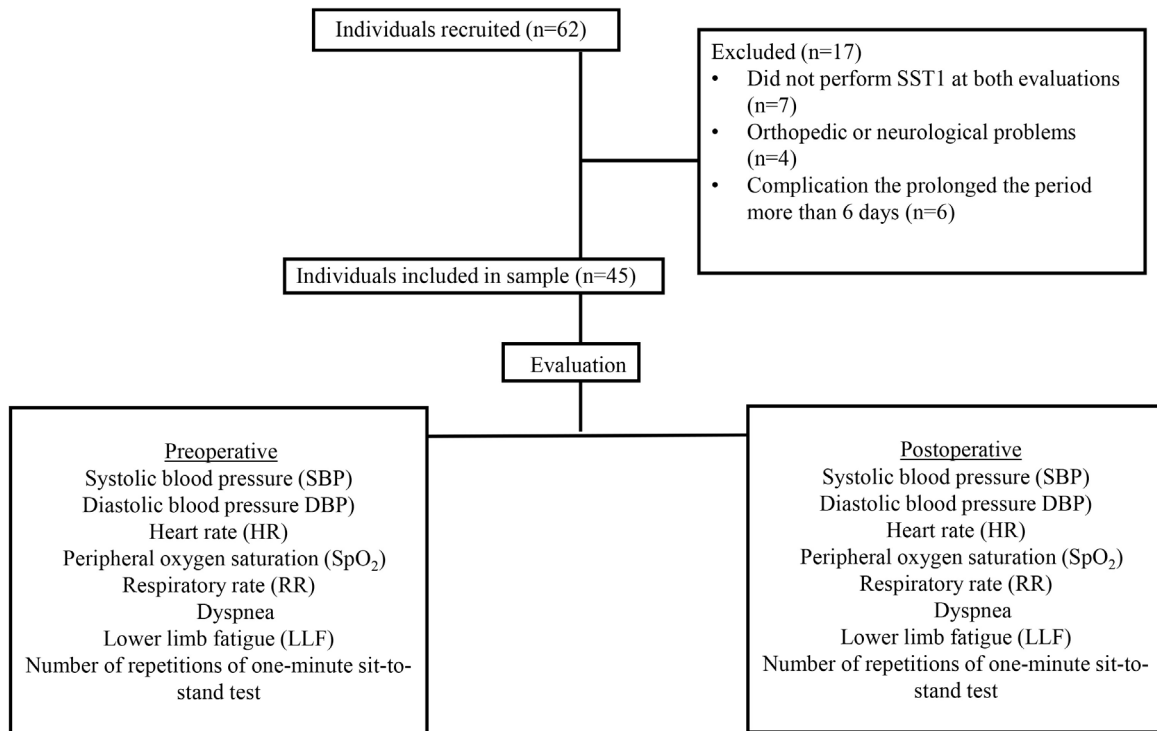 Individuals recruited (n=62)
Excluded (n=17)
• Did not perform SST1 at both evaluations
(n=7)
• Orthopedic or neurological problems
(n=4)
• Complication the prolonged the period
more than 6 days (n=6)
Individuals included in sample (n=45)
Evaluation
Preoperative
Systolic blood pressure (SBP)
Diastolic blood pressure DBP)
Heart rate (HR)
Peripheral oxygen saturation (SpO₂)
Respiratory rate (RR)
Dyspnea
Lower limb fatigue (LLF)
Number of repetitions of one-minute sit-to-
stand test
Postoperative
Systolic blood pressure (SBP)
Diastolic blood pressure DBP)
Heart rate (HR)
Peripheral oxygen saturation (SpO₂)
Respiratory rate (RR)
Dyspnea
Lower limb fatigue (LLF)
Number of repetitions of one-minute sit-to-
stand test